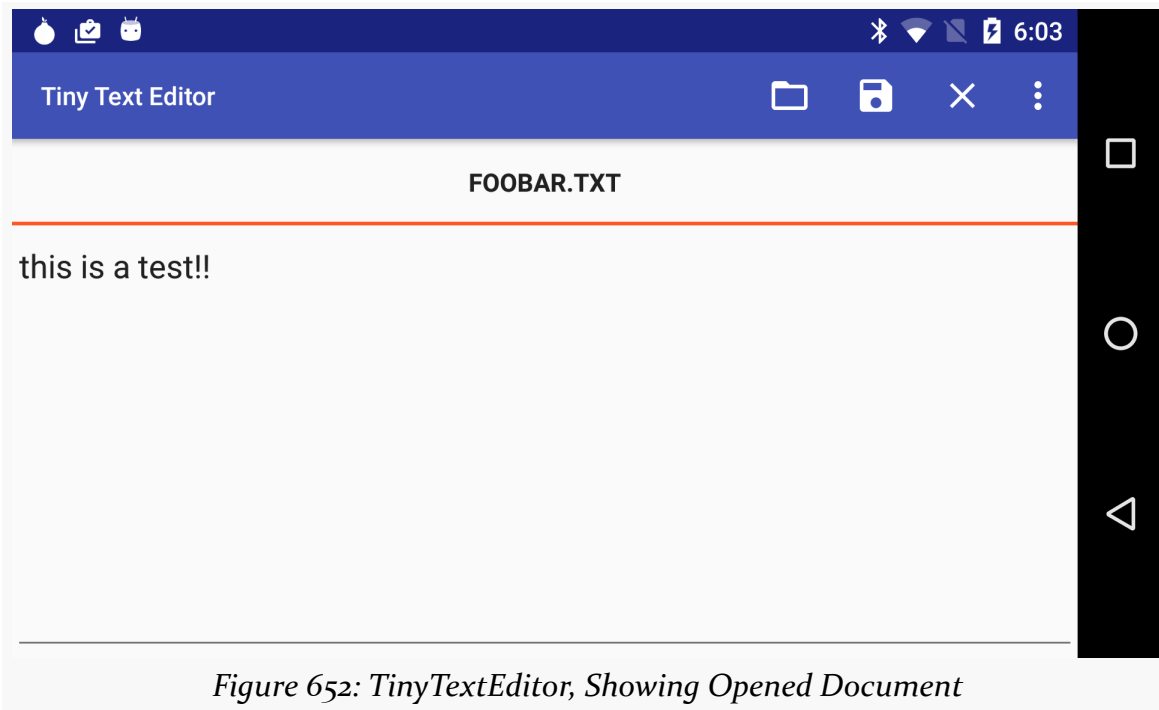 6:03
Tiny Text Editor
FOOBAR.TXT
this is a test!!
Figure 652: TinyTextEditor, Showing Opened Document